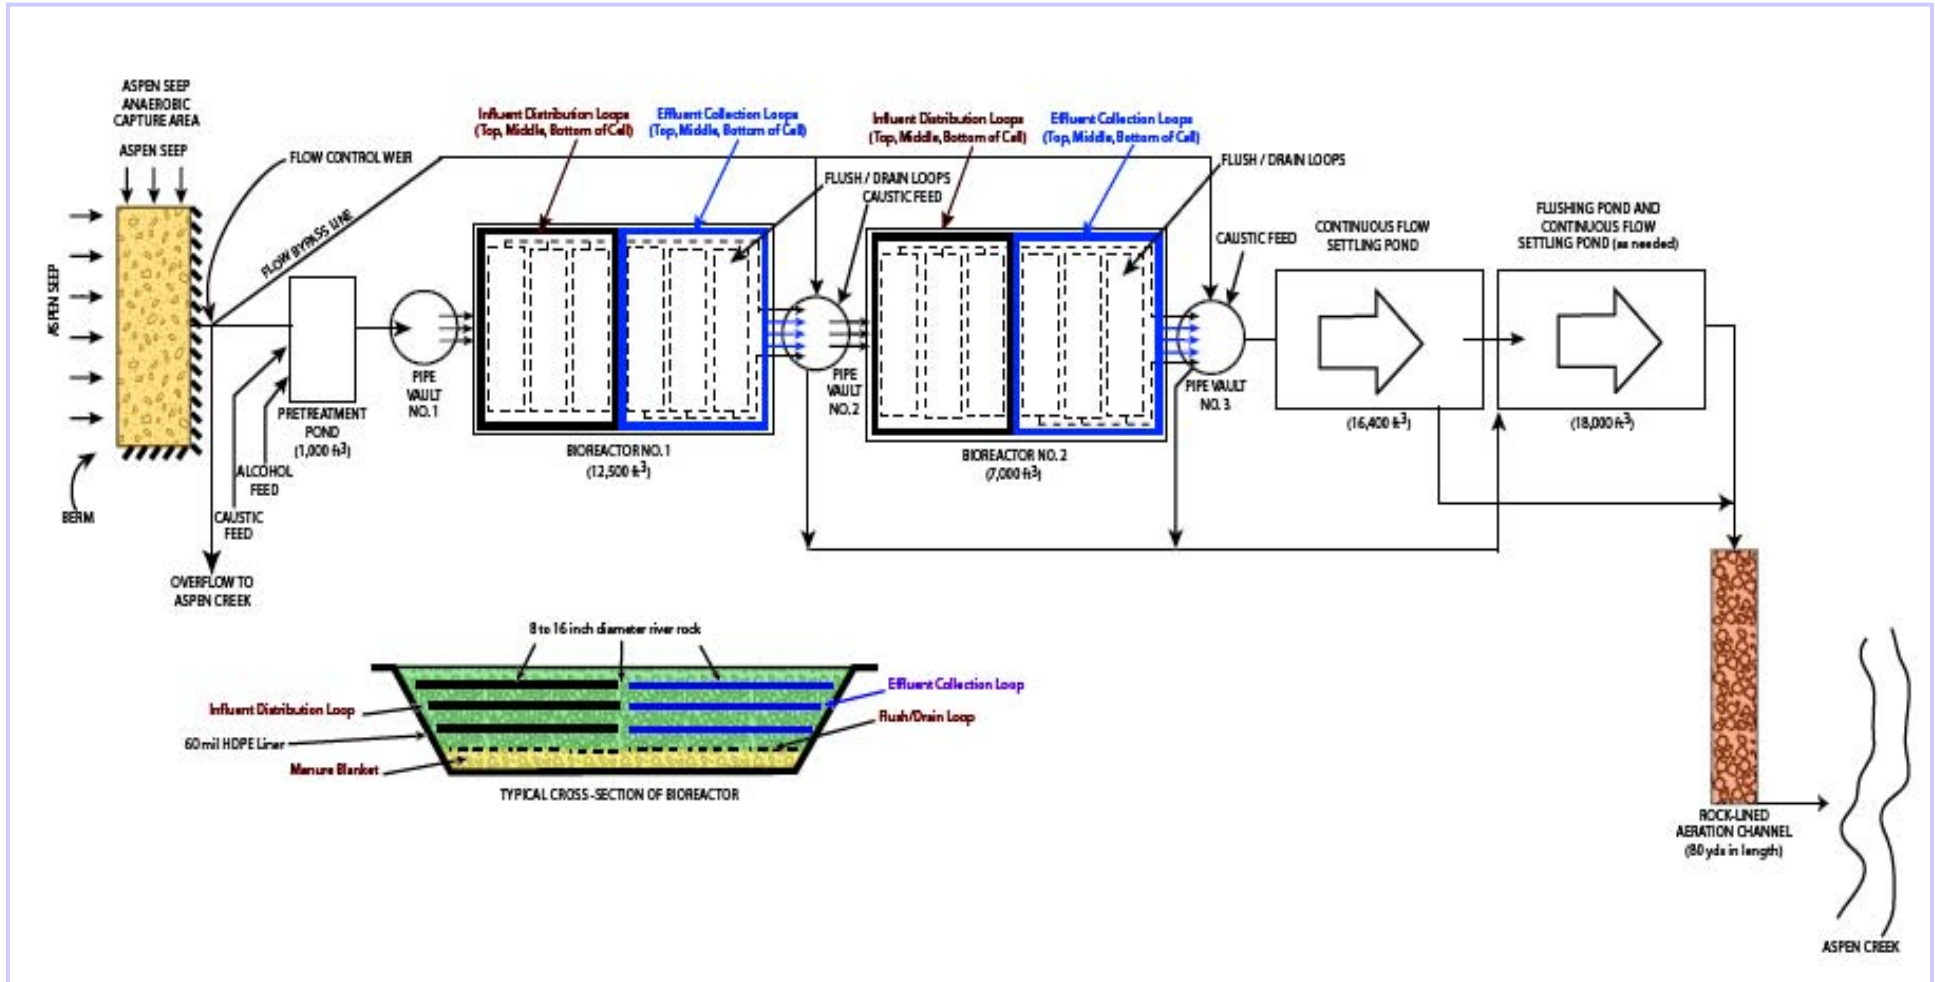 ASPEN SEEP
ANAEROBIC
CAPTURE AREA
ASPEN SEEP
FLOW CONTROL WEIR
FLOW BYPASS LINE
ASPEN SEEP
BERM
OVERFLOW TO
ASPEN CREEK
CAUSTIC
FEED
ALCOHOL
FEED
PRETREATMENT
POND
(1,000 ft3)
PIPE
VAULT
NO. 1
Influent Distribution Loops
(Top, Middle, Bottom of Cell)
Effluent Collection Loops
(Top, Middle, Bottom of Cell)
FLUSH / DRAIN LOOPS
CAUSTIC FEED
BIOREACTOR NO. 1
(12,500 ft3)
PIPE
VAULT
NO. 2
Influent Distribution Loops
(Top, Middle, Bottom of Cell)
Effluent Collection Loops
(Top, Middle, Bottom of Cell)
FLUSH / DRAIN LOOPS
CAUSTIC FEED
BIOREACTOR NO. 2
(7,000 ft3)
PIPE VAULT
NO. 3
CONTINUOUS FLOW
SETTLING POND
(16,400 ft3)
FLUSHING POND AND
CONTINUOUS FLOW
SETTLING POND (as needed)
(18,000 ft3)
8 to 16 inch diameter river rock
Influent Distribution Loop
60 mil HDPE Liner
Manure Blanket
Effluent Collection Loop
Flush/Drain Loop
TYPICAL CROSS-SECTION OF BIOREACTOR
ROCK-LINED
AERATION CHANNEL
(80 yds in length)
ASPEN CREEK